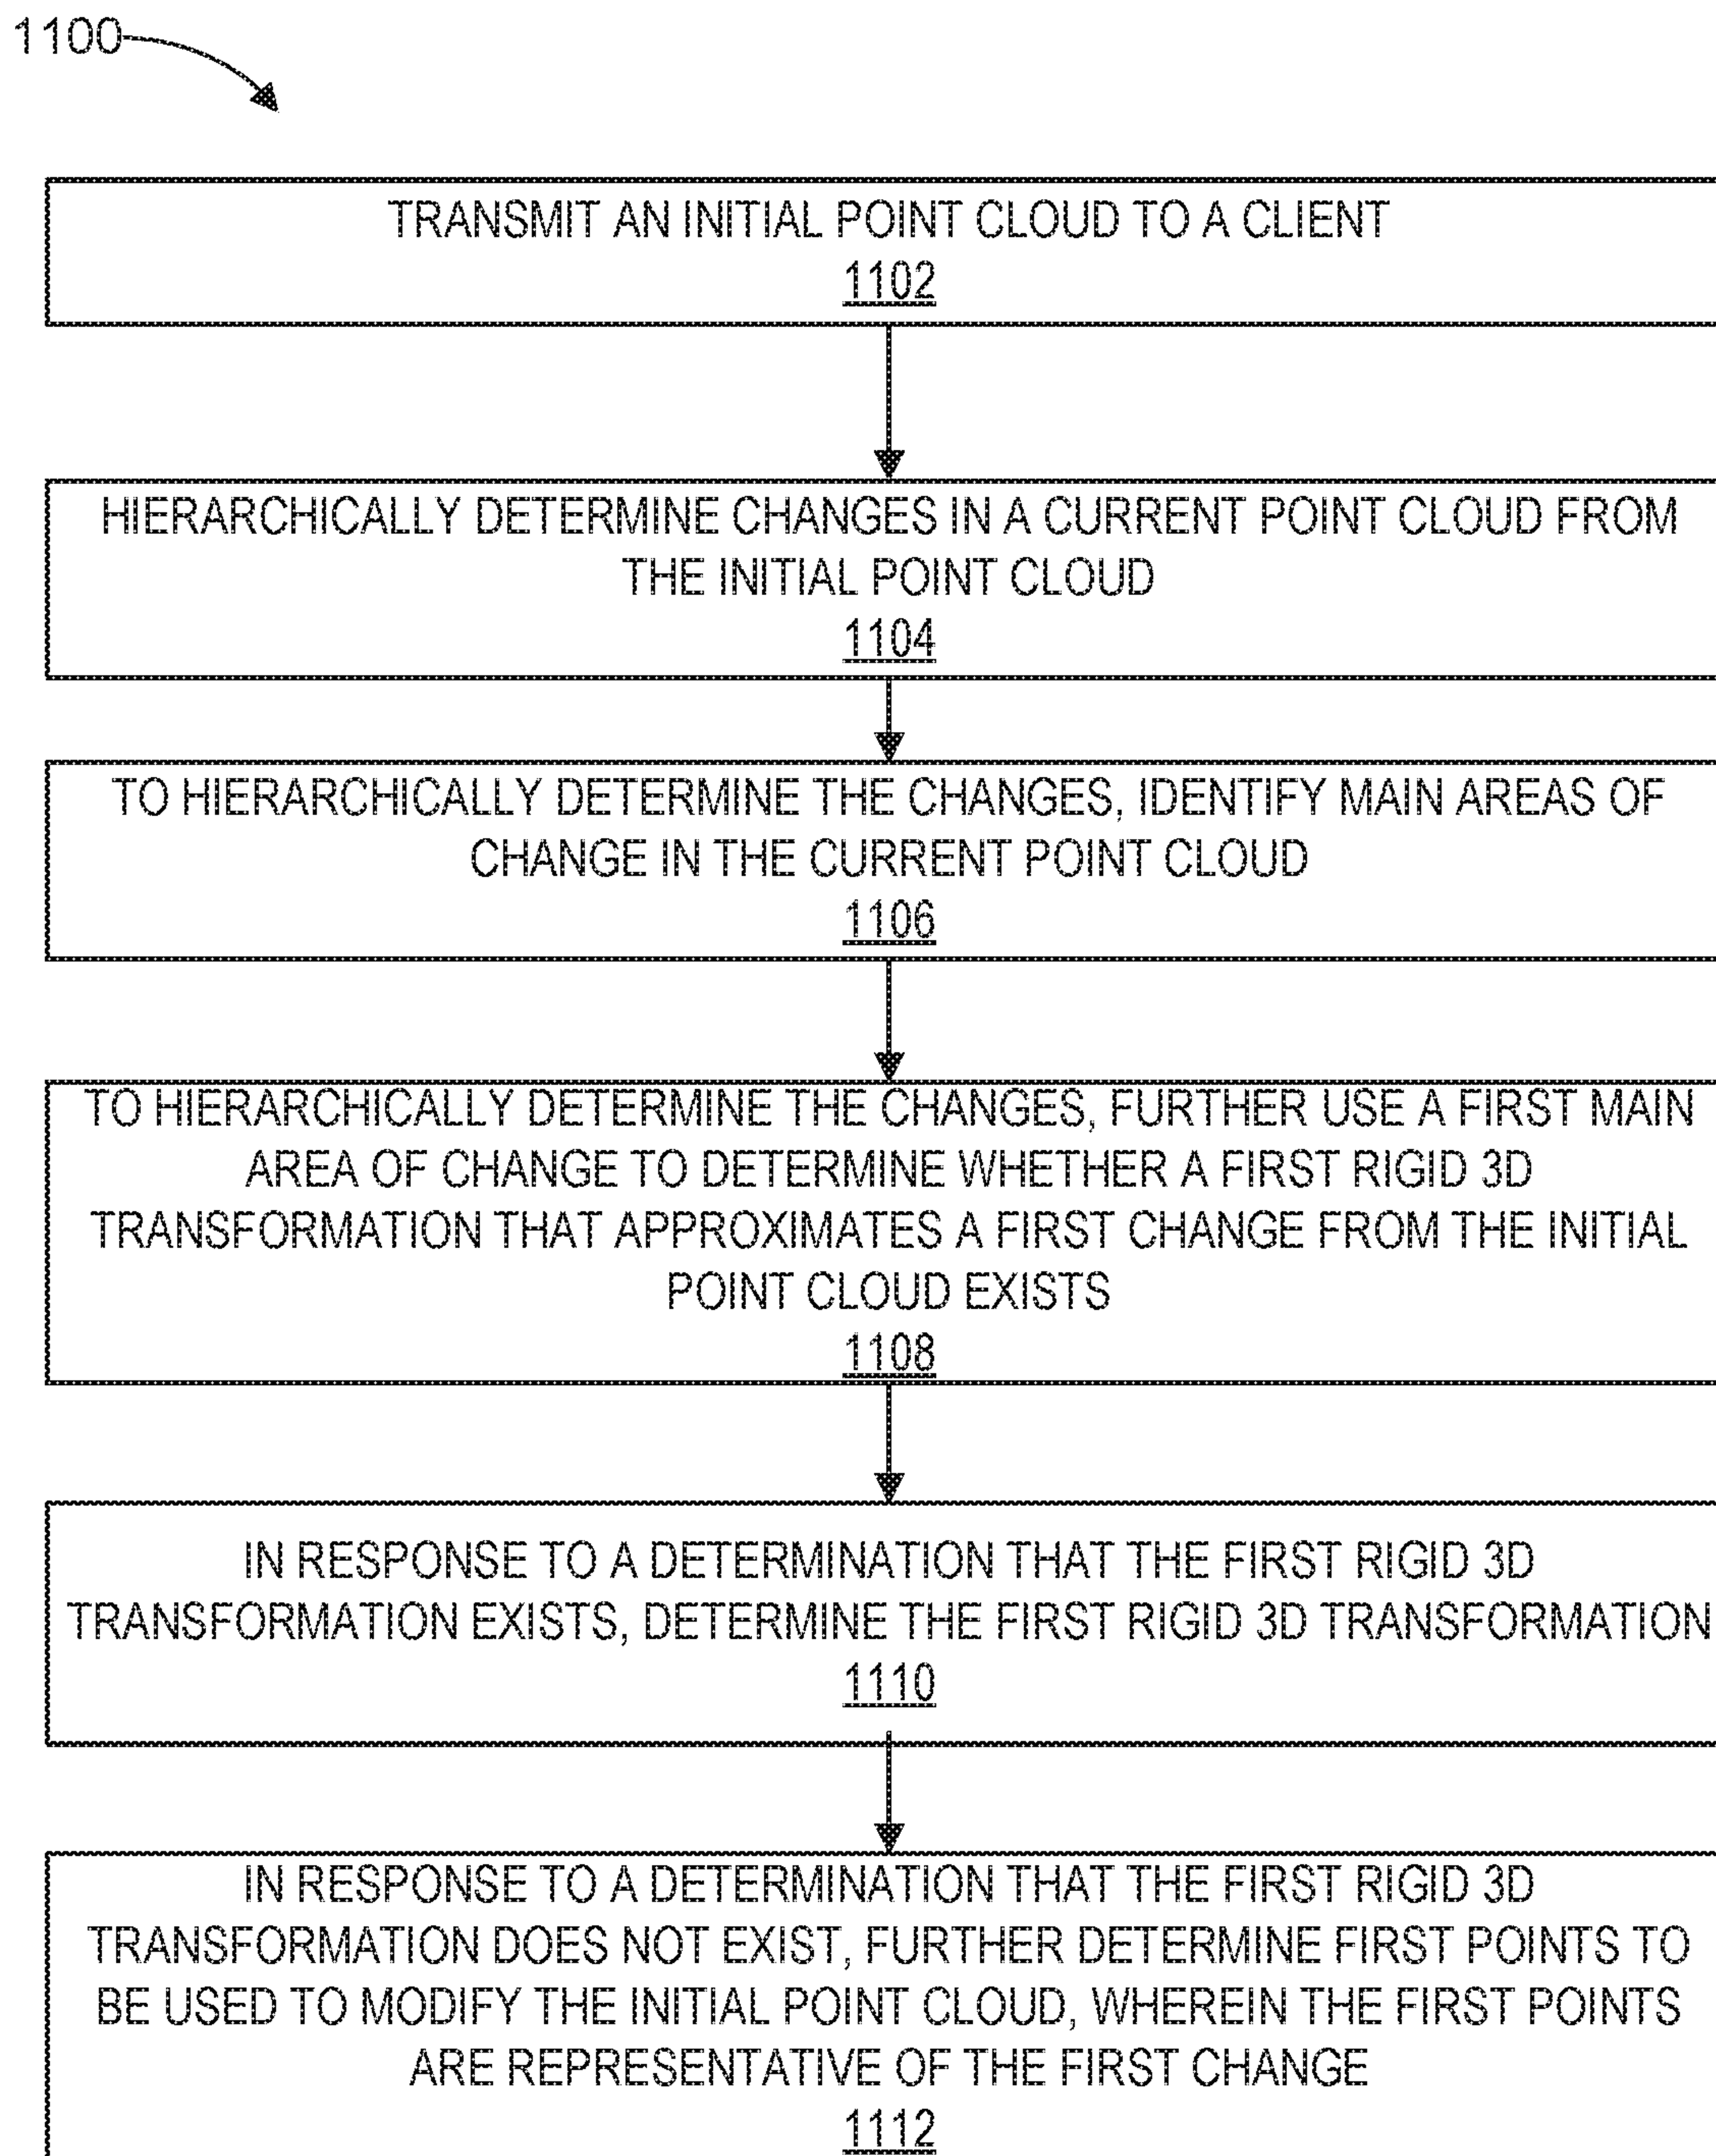 1100
TRANSMIT AN INITIAL POINT CLOUD TO A CLIENT
1102
HIERARCHICALLY DETERMINE CHANGES IN A CURRENT POINT CLOUD FROM
THE INITIAL POINT CLOUD
1104
TO HIERARCHICALLY DETERMINE THE CHANGES, IDENTIFY MAIN AREAS OF
CHANGE IN THE CURRENT POINT CLOUD
1106
TO HIERARCHICALLY DETERMINE THE CHANGES, FURTHER USE A FIRST MAIN
AREA OF CHANGE TO DETERMINE WHETHER A FIRST RIGID 3D
TRANSFORMATION THAT APPROXIMATES A FIRST CHANGE FROM THE INITIAL
POINT CLOUD EXISTS
1108
IN RESPONSE TO A DETERMINATION THAT THE FIRST RIGID 3D
TRANSFORMATION EXISTS, DETERMINE THE FIRST RIGID 3D TRANSFORMATION
1110
IN RESPONSE TO A DETERMINATION THAT THE FIRST RIGID 3D
TRANSFORMATION DOES NOT EXIST, FURTHER DETERMINE FIRST POINTS TO
BE USED TO MODIFY THE INITIAL POINT CLOUD, WHEREIN THE FIRST POINTS
ARE REPRESENTATIVE OF THE FIRST CHANGE
1112